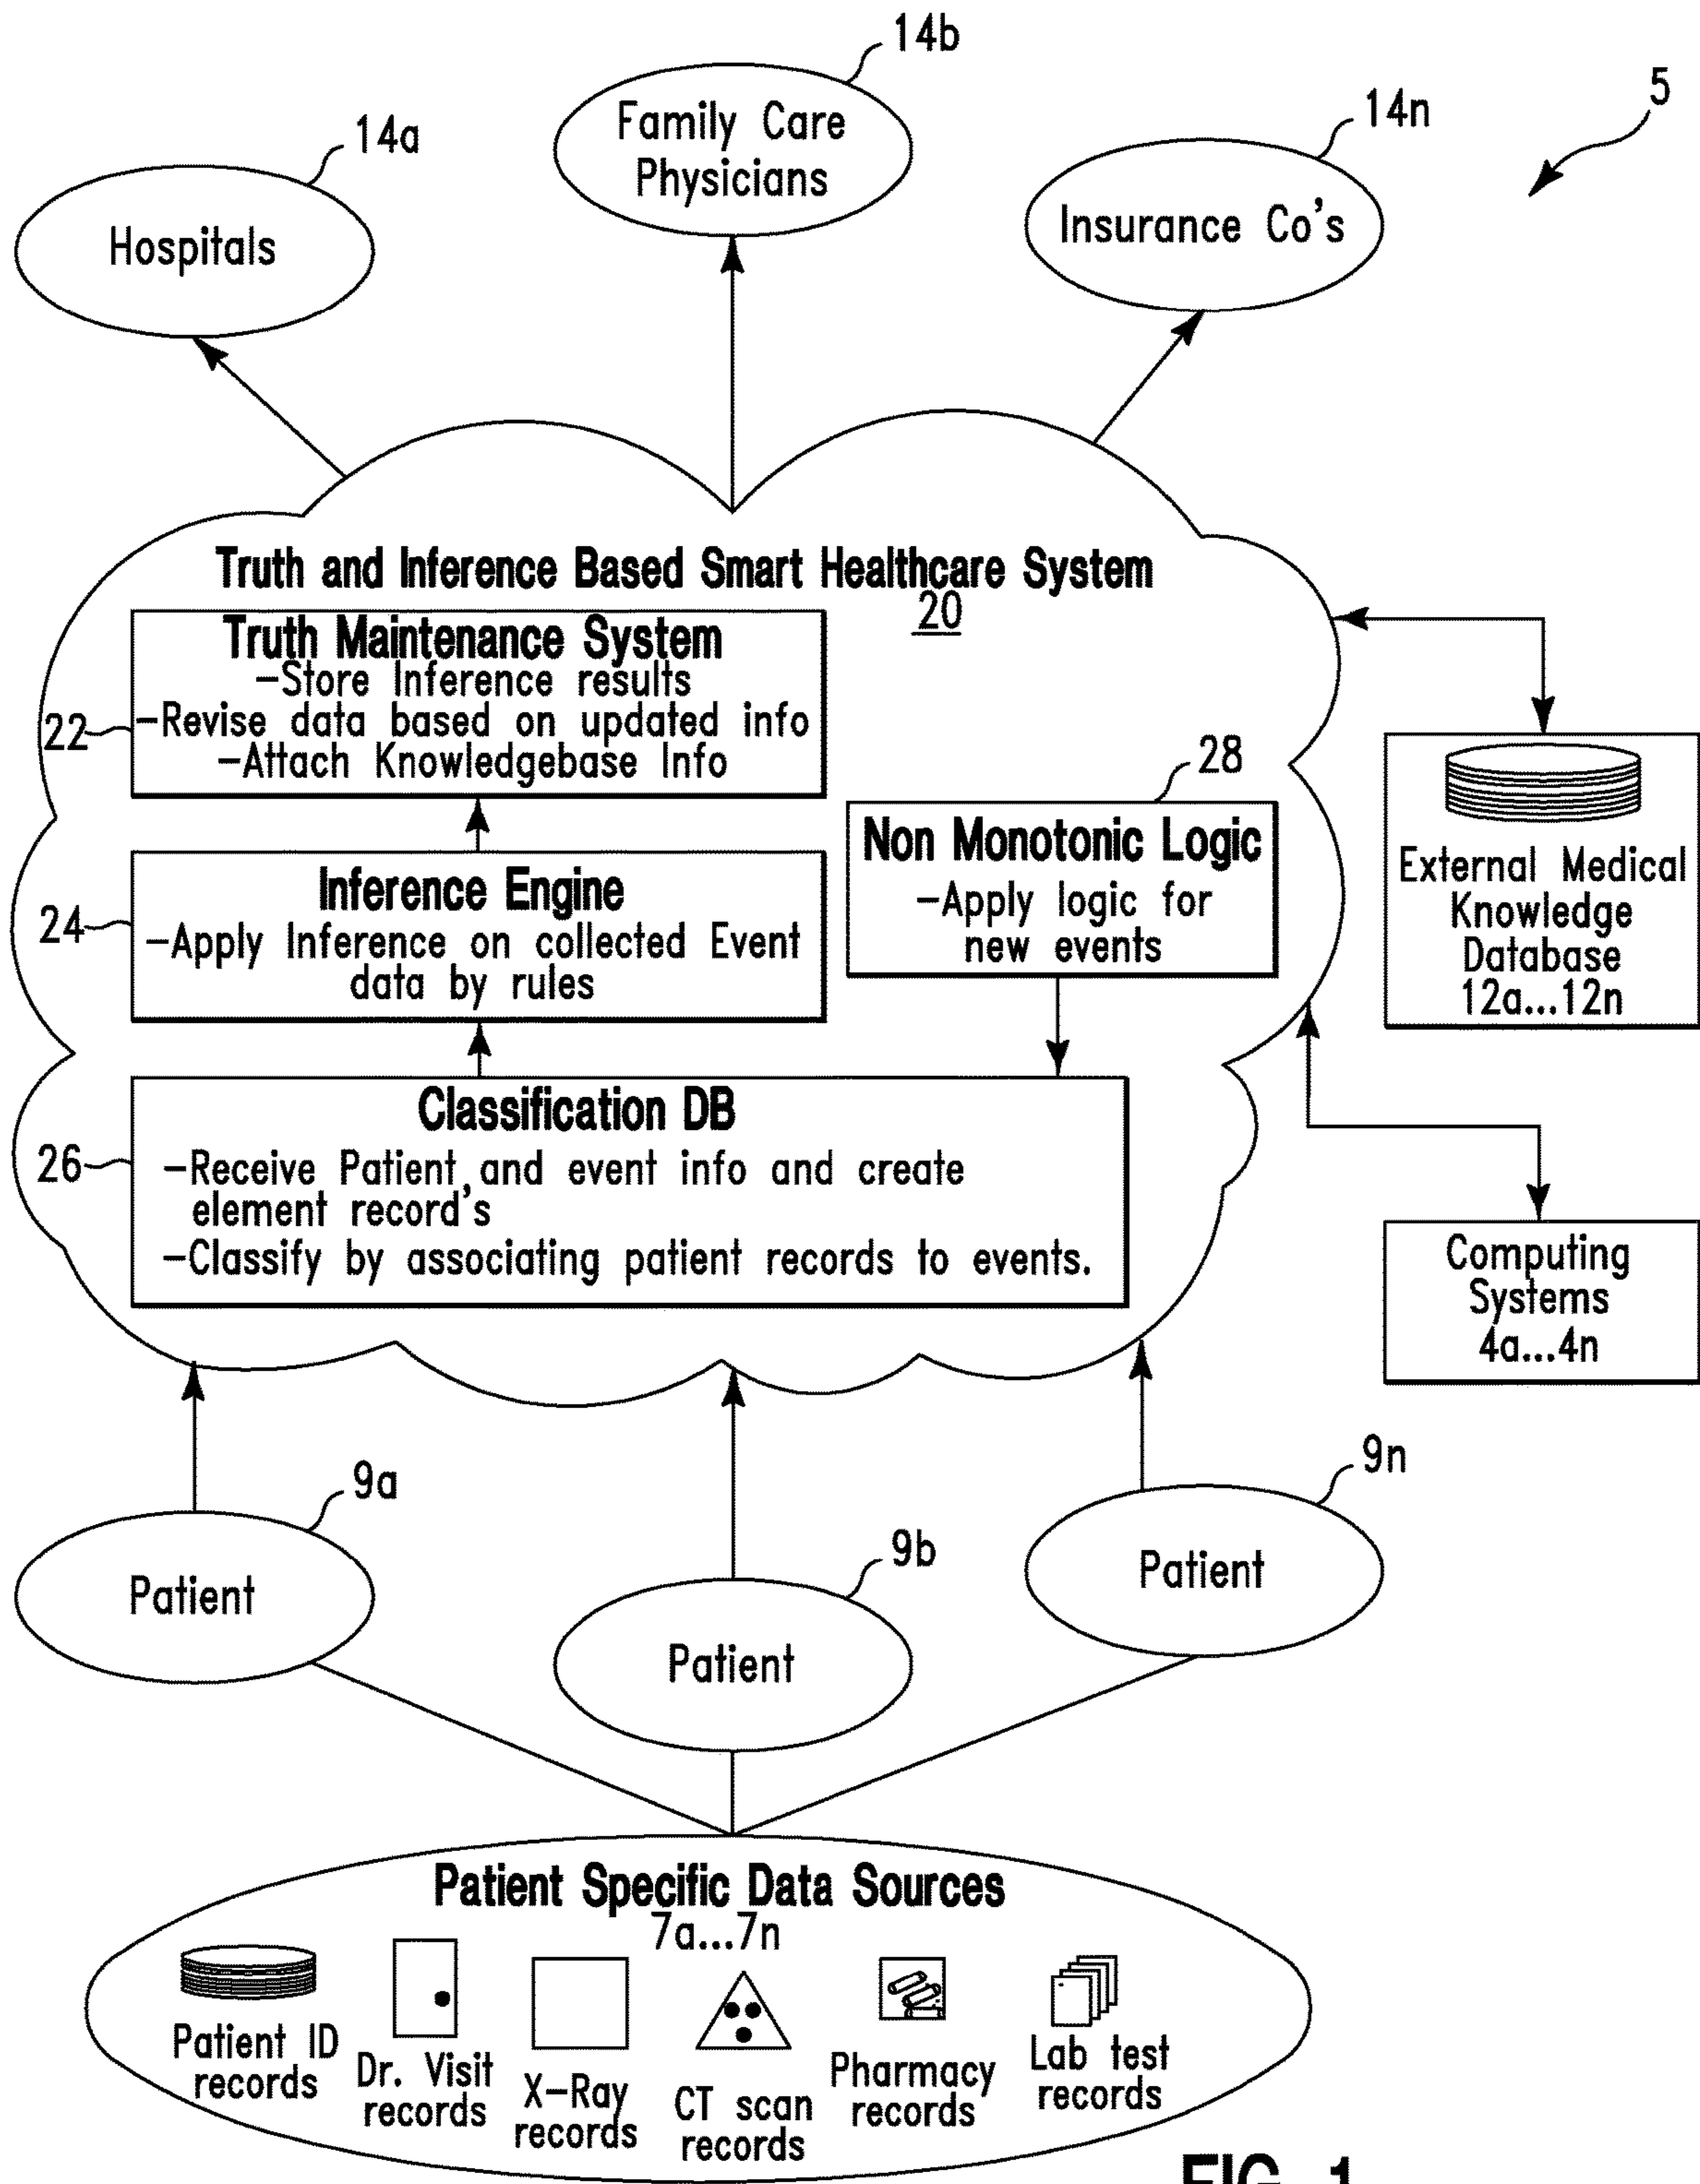 14b
Family Care
Physicians
14a
Hospitals
14n
Insurance Co's
5
Truth and Inference Based Smart Healthcare System
20
Truth Maintenance System
-Store Inference results
-Revise data based on updated info
-Attach Knowledgebase Info
22
28
Non Monotonic Logic
-Apply logic for
new events
Inference Engine
-Apply Inference on collected Event
data by rules
24
External Medical
Knowledge
Database
12a...12n
Classification DB
-Receive Patient and event info and create
element record's
-Classify by associating patient records to events.
26
Computing
Systems
4a...4n
9a
Patient
9b
Patient
9n
Patient
Patient Specific Data Sources
7a...7n
Patient ID
records
Dr. Visit
records
X-Ray
records
CT scan
records
Pharmacy
records
Lab test
records
FIG. 1